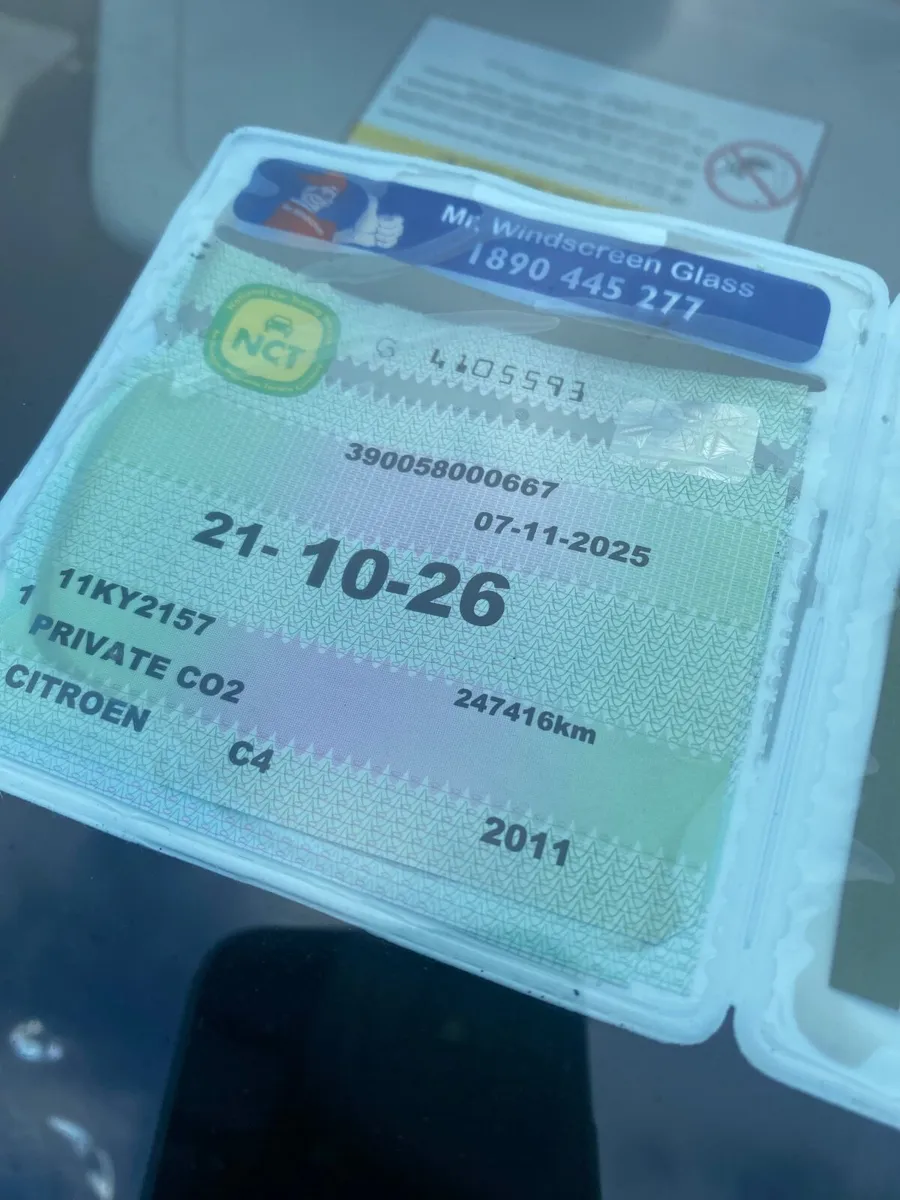 Mr. Windscreen Glass
1890 445 277
NCT
G 4105593
390058000667
07-11-2025
21- 10-26
11KY2157
1
PRIVATE CO2
247416km
CITROEN
C4
2011